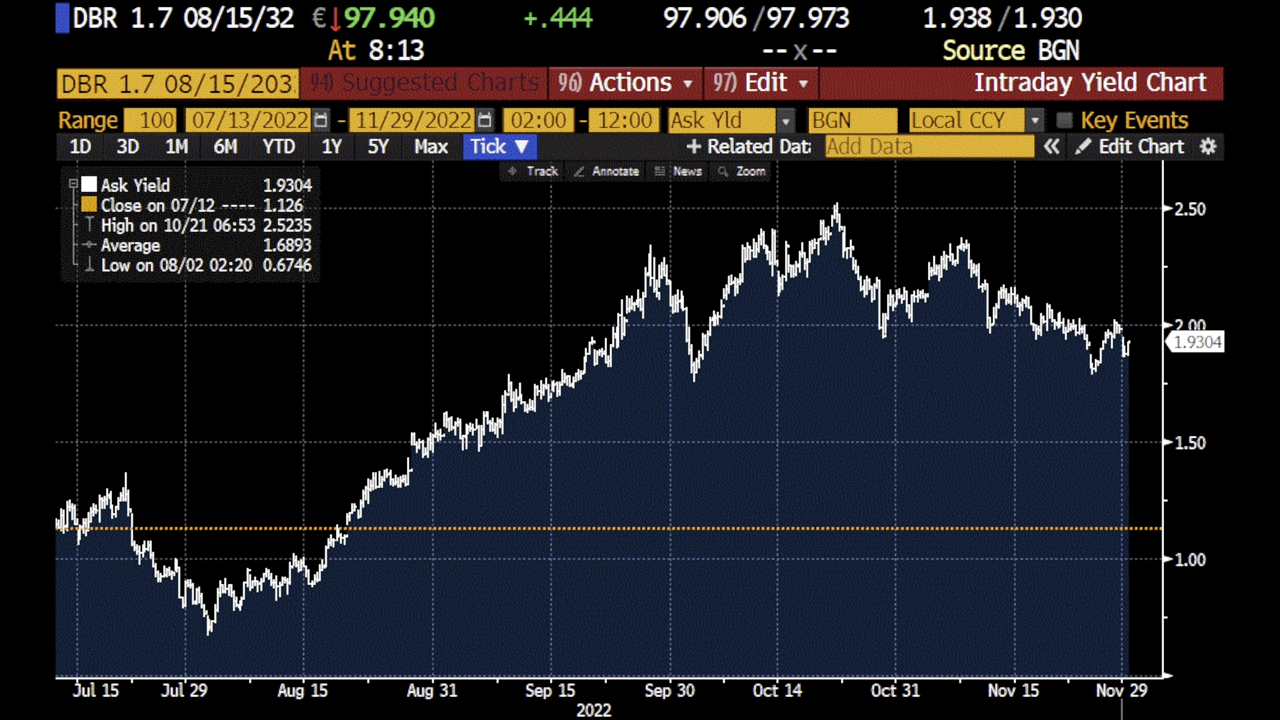 DBR 1.7 08/15/32 €↓97.940 +.444 97.906/97.973 1.938/1.930
At 8:13 --x-- Source BGN
DBR 1.7 08/15/203 94) Suggested Charts 96) Actions 97) Edit Intraday Yield Chart
Range 100 07/13/2022 - 11/29/2022 02:00 - 12:00 Ask Yld BGN Local CCY Key Events
1D 3D 1M 6M YTD 1Y 5Y Max Tick ▼ + Related Dat Add Data « Edit Chart
Track Annotate News Zoom
Ask Yield 1.9304
Close on 07/12 ---- 1.126
High on 10/21 06:53 2.5235
Average 1.6893
Low on 08/02 02:20 0.6746
2.50
2.00
1.9304
1.50
1.00
Jul 15 Jul 29 Aug 15 Aug 31 Sep 15 Sep 30 Oct 14 Oct 31 Nov 15 Nov 29
2022